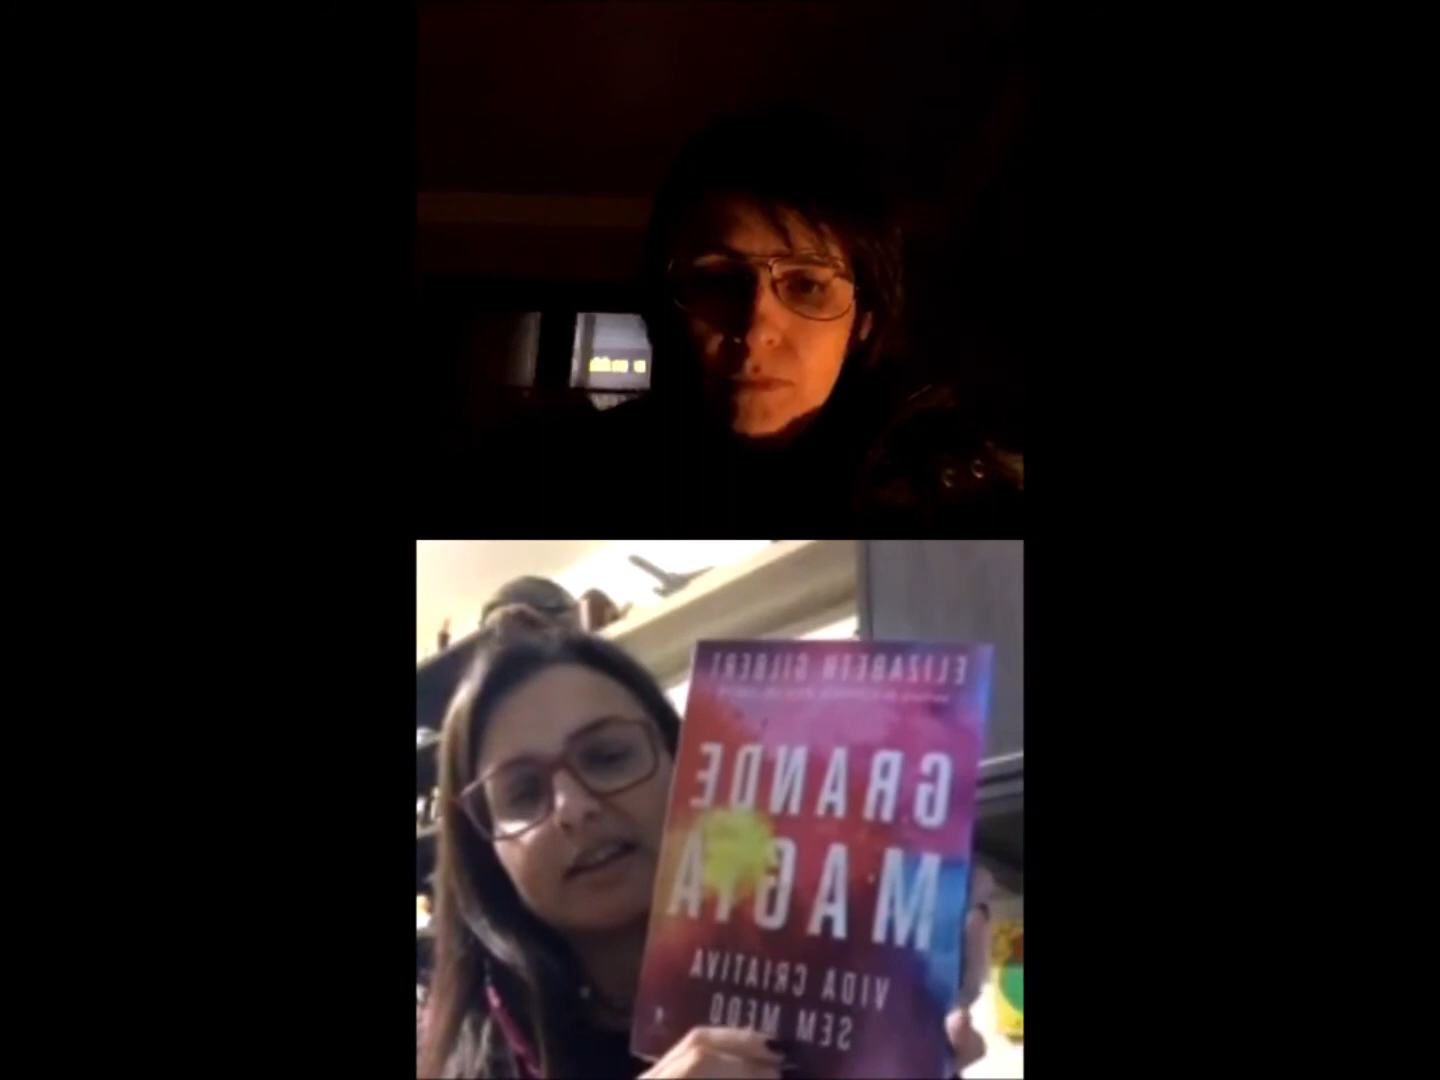 ELIZABETH GILBERT
GRANDE
MAGIA
VIDA CRIATIVA
SEM MEDO